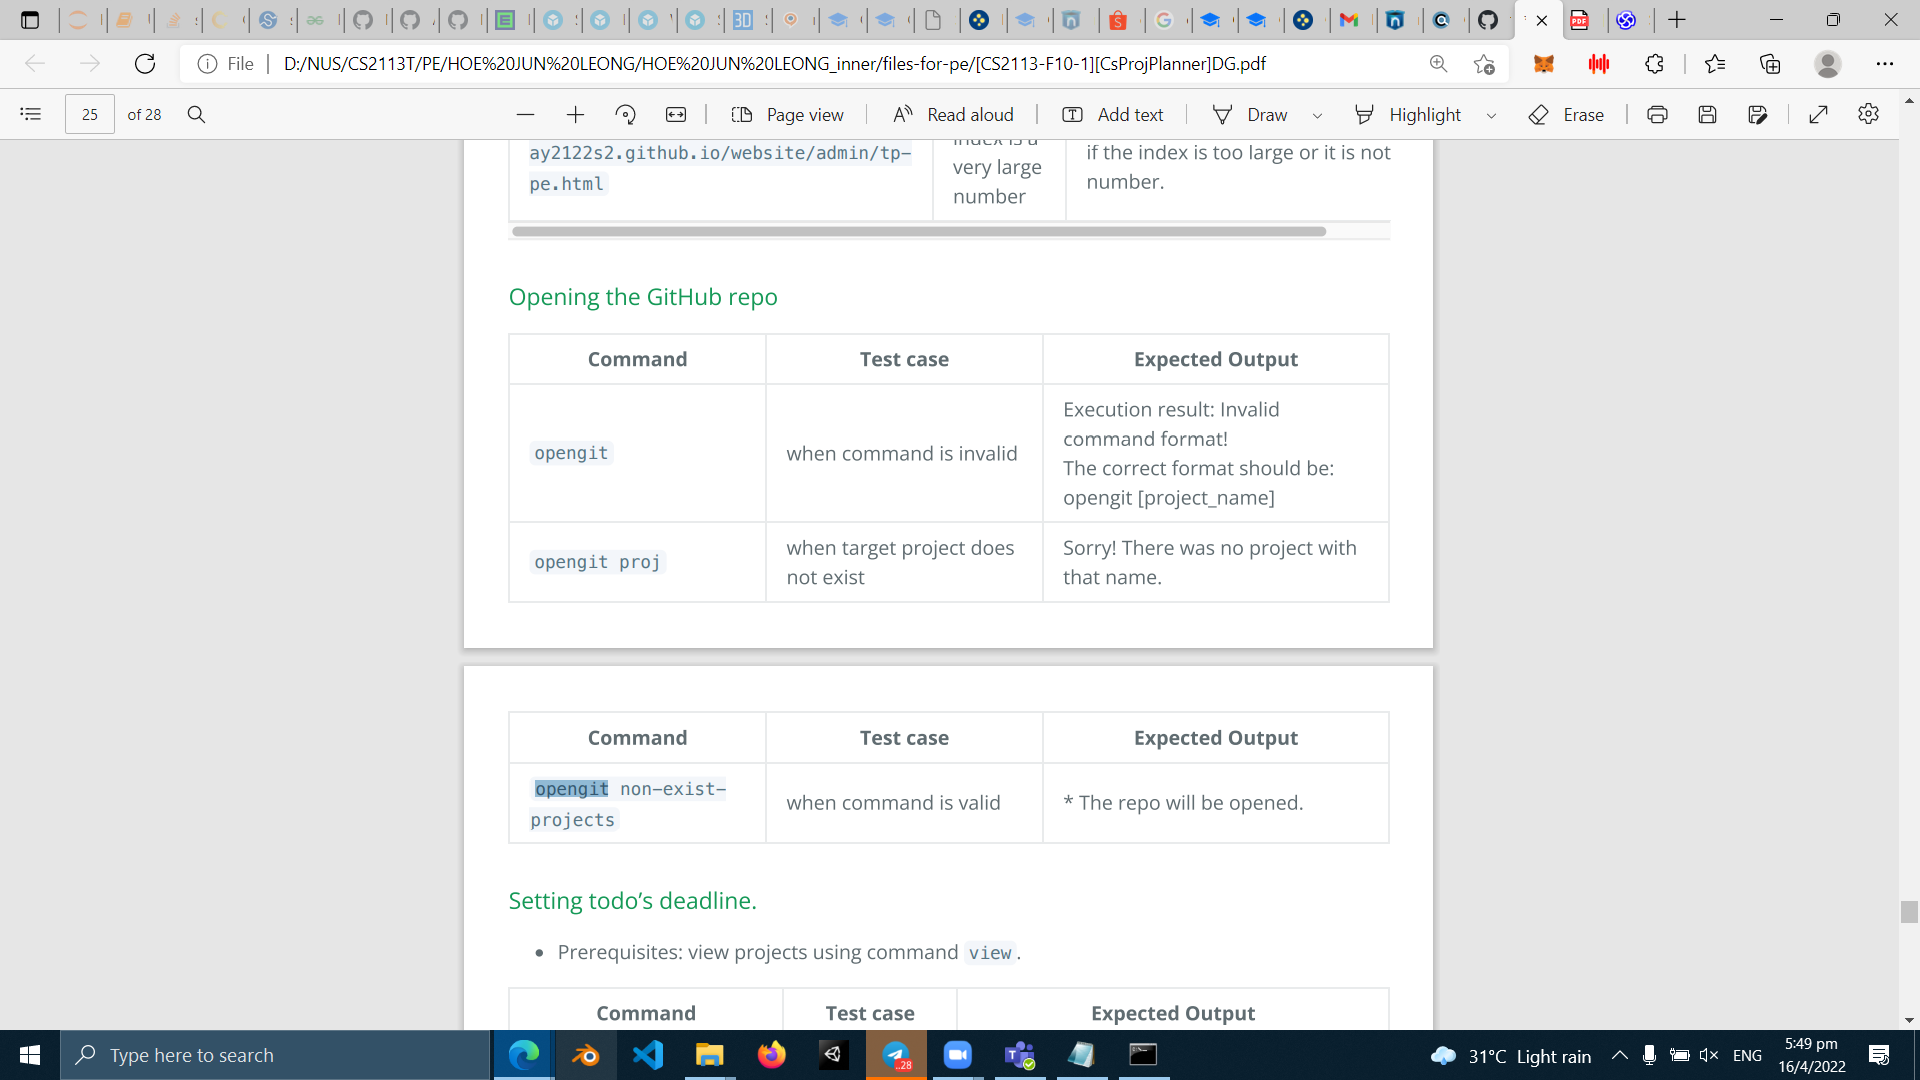 File
D:/NUS/CS2113T/PE/HOE%20JUN%20LEONG/HOE%20JUN%20LEONG_inner/files-for-pe/[CS2113-F10-1][CsProjPlanner]DG.pdf
25 of 28
Page view
Read aloud
Add text
Draw
Highlight
Erase
ay2122s2.github.io/website/admin/tp-
pe.html
index is a
very large
number
if the index is too large or it is not
number.
Opening the GitHub repo
Command Test case Expected Output
opengit
when command is invalid
Execution result: Invalid
command format!
The correct format should be:
opengit [project_name]
opengit proj
when target project does
not exist
Sorry! There was no project with
that name.
Command Test case Expected Output
opengit non-exist-
projects
when command is valid
* The repo will be opened.
Setting todo’s deadline.
• Prerequisites: view projects using command view.
Command Test case Expected Output
Type here to search
..28
31°C Light rain
ENG
5:49 pm
16/4/2022